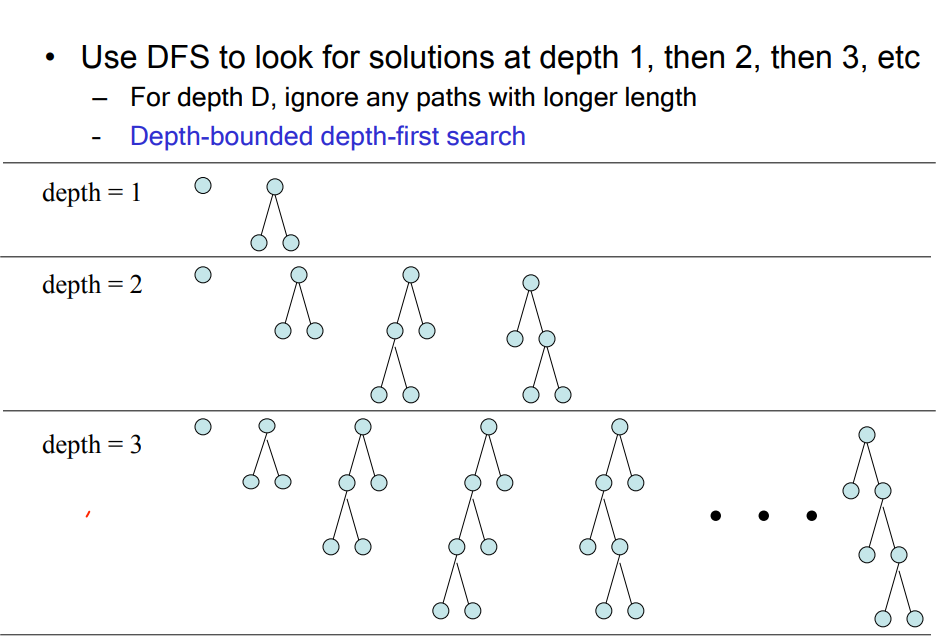 • Use DFS to look for solutions at depth 1, then 2, then 3, etc
– For depth D, ignore any paths with longer length
- Depth-bounded depth-first search
depth = 1
depth = 2
depth = 3